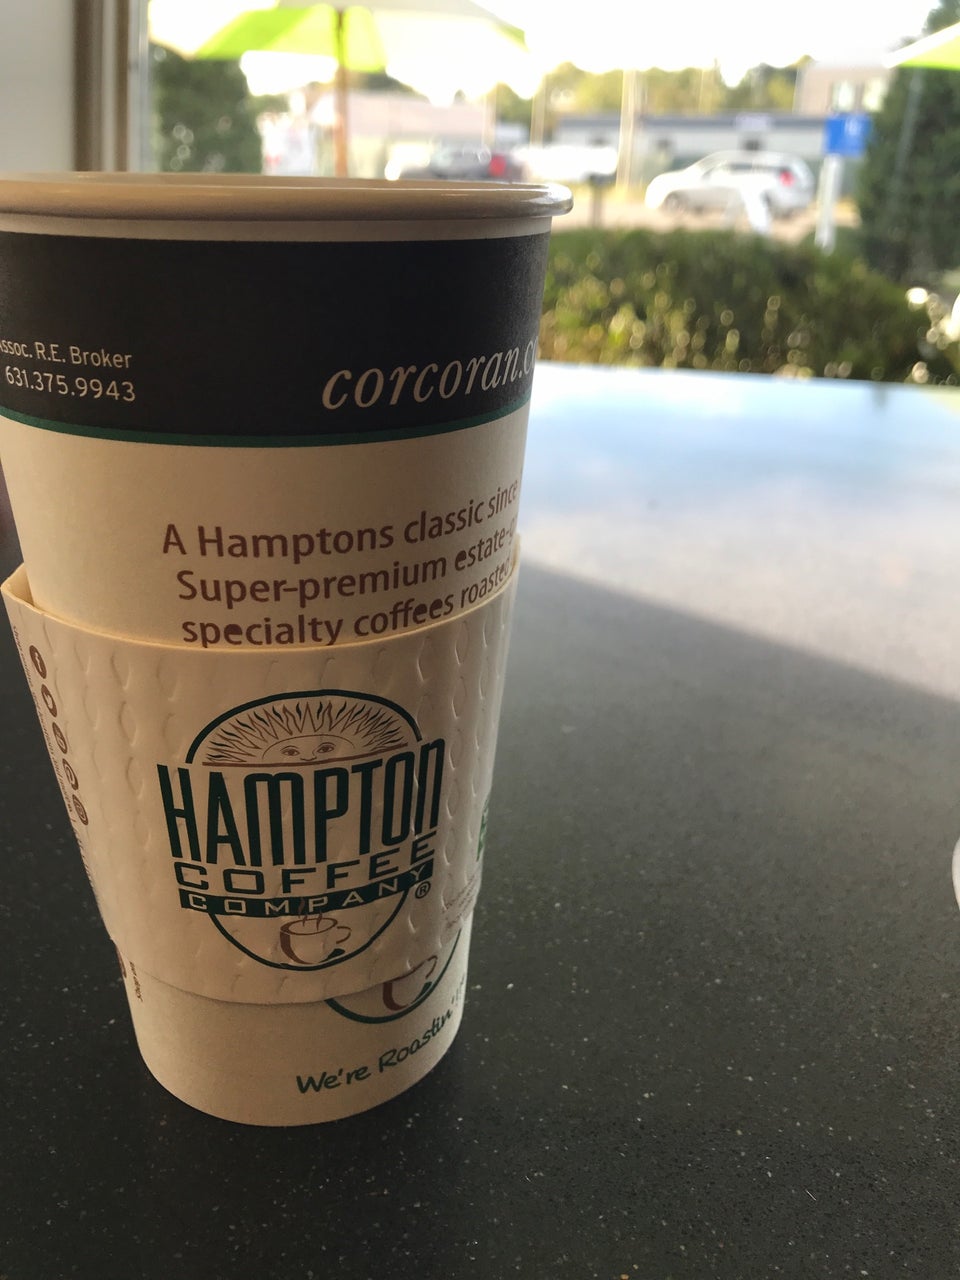 ssoc. R.E. Broker
631.375.9943
corcoran.c
A Hamptons classic since
Super-premium estate-g
specialty coffees roasted
HAMPTON
COFFEE
COMPANY®
We're Roastin'